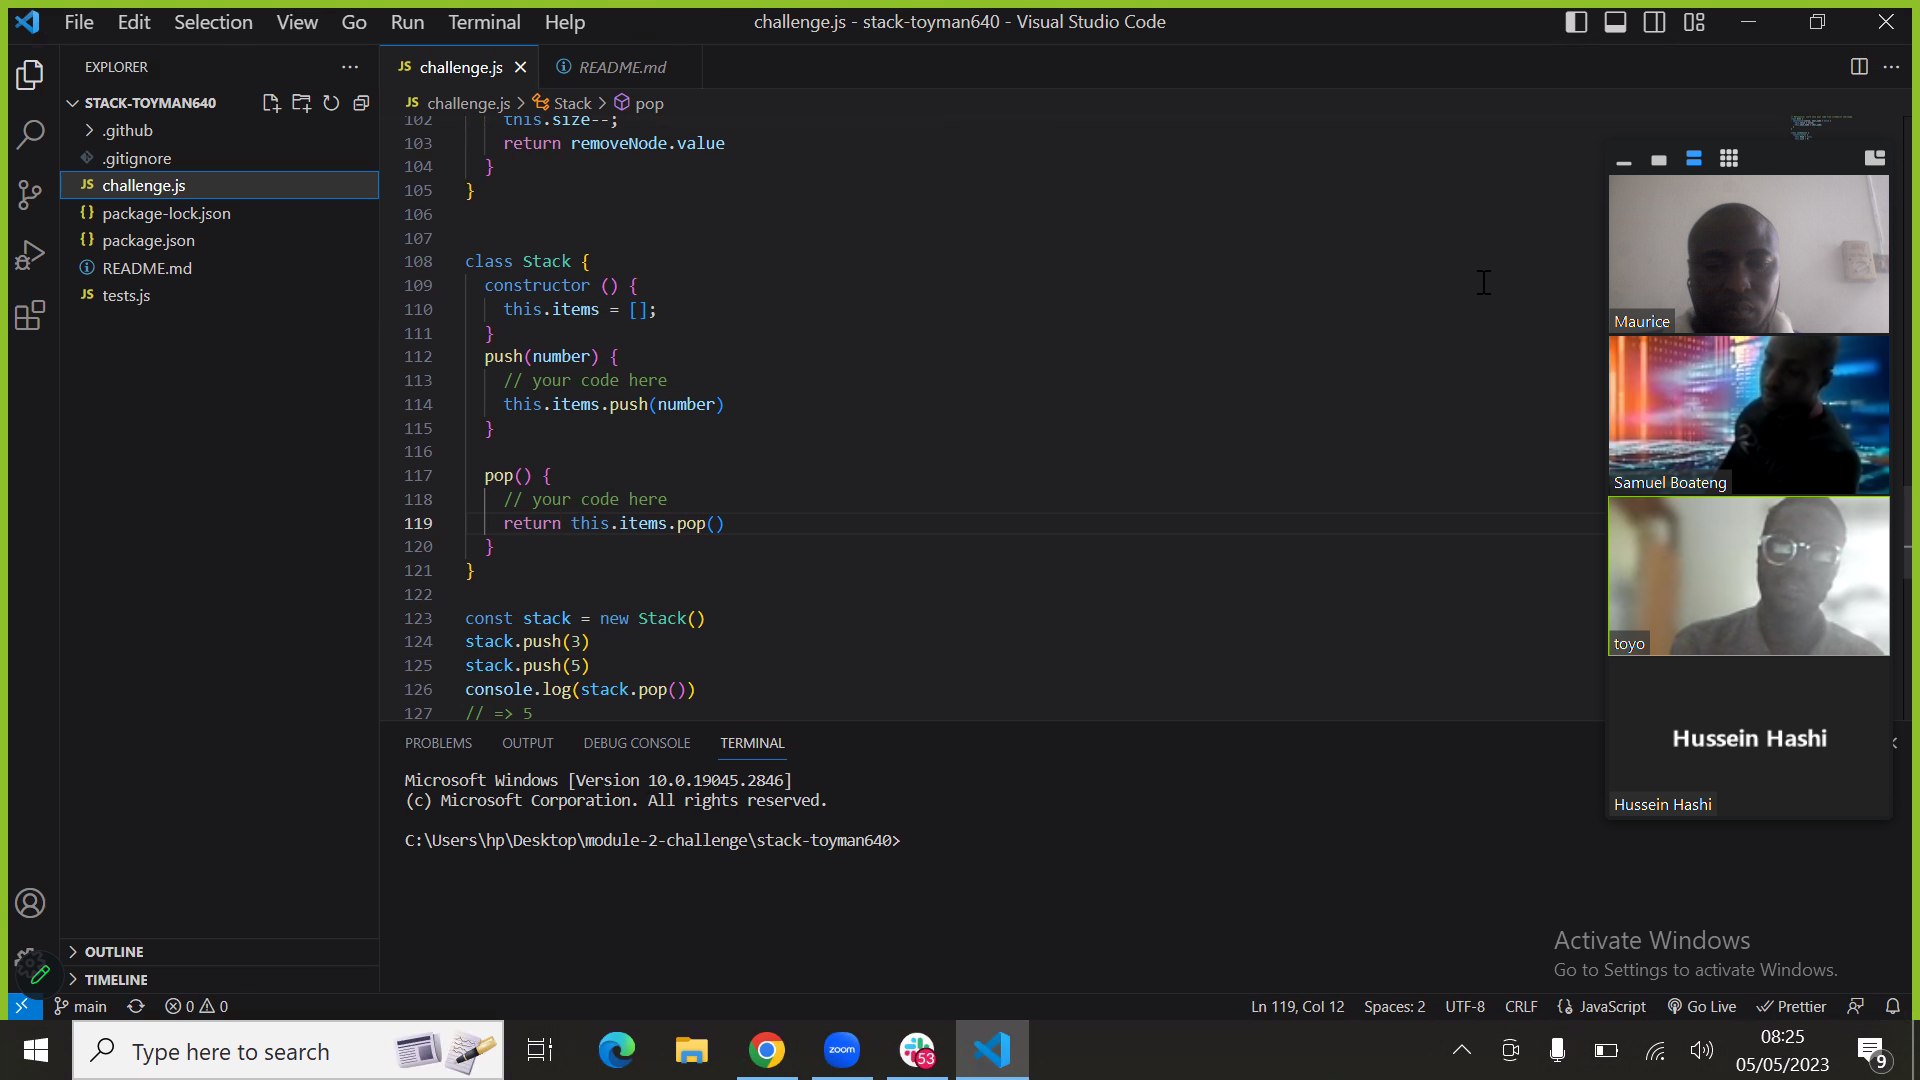 File Edit Selection View Go Run Terminal Help
challenge.js - stack-toyman640 - Visual Studio Code
EXPLORER
STACK-TOYMAN640
.github
.gitignore
JS challenge.js
{} package-lock.json
{} package.json
README.md
JS tests.js
OUTLINE
TIMELINE
JS challenge.js
README.md
JS challenge.js > Stack > pop
102 this.size--;
103 return removeNode.value
104 }
105 }
106
107
108 class Stack {
109 constructor () {
110 this.items = [];
111 }
112 push(number) {
113 // your code here
114 this.items.push(number)
115 }
116
117 pop() {
118 // your code here
119 return this.items.pop()
120 }
121 }
122
123 const stack = new Stack()
124 stack.push(3)
125 stack.push(5)
126 console.log(stack.pop())
127 // => 5
PROBLEMS OUTPUT DEBUG CONSOLE TERMINAL
Microsoft Windows [Version 10.0.19045.2846]
(c) Microsoft Corporation. All rights reserved.
C:\Users\hp\Desktop\module-2-challenge\stack-toyman640>
Maurice
Samuel Boateng
toyo
Hussein Hashi
Hussein Hashi
Activate Windows
Go to Settings to activate Windows.
main 0 0
Ln 119, Col 12 Spaces: 2 UTF-8 CRLF {} JavaScript Go Live Prettier
Type here to search
zoom
53
08:25
05/05/2023
9